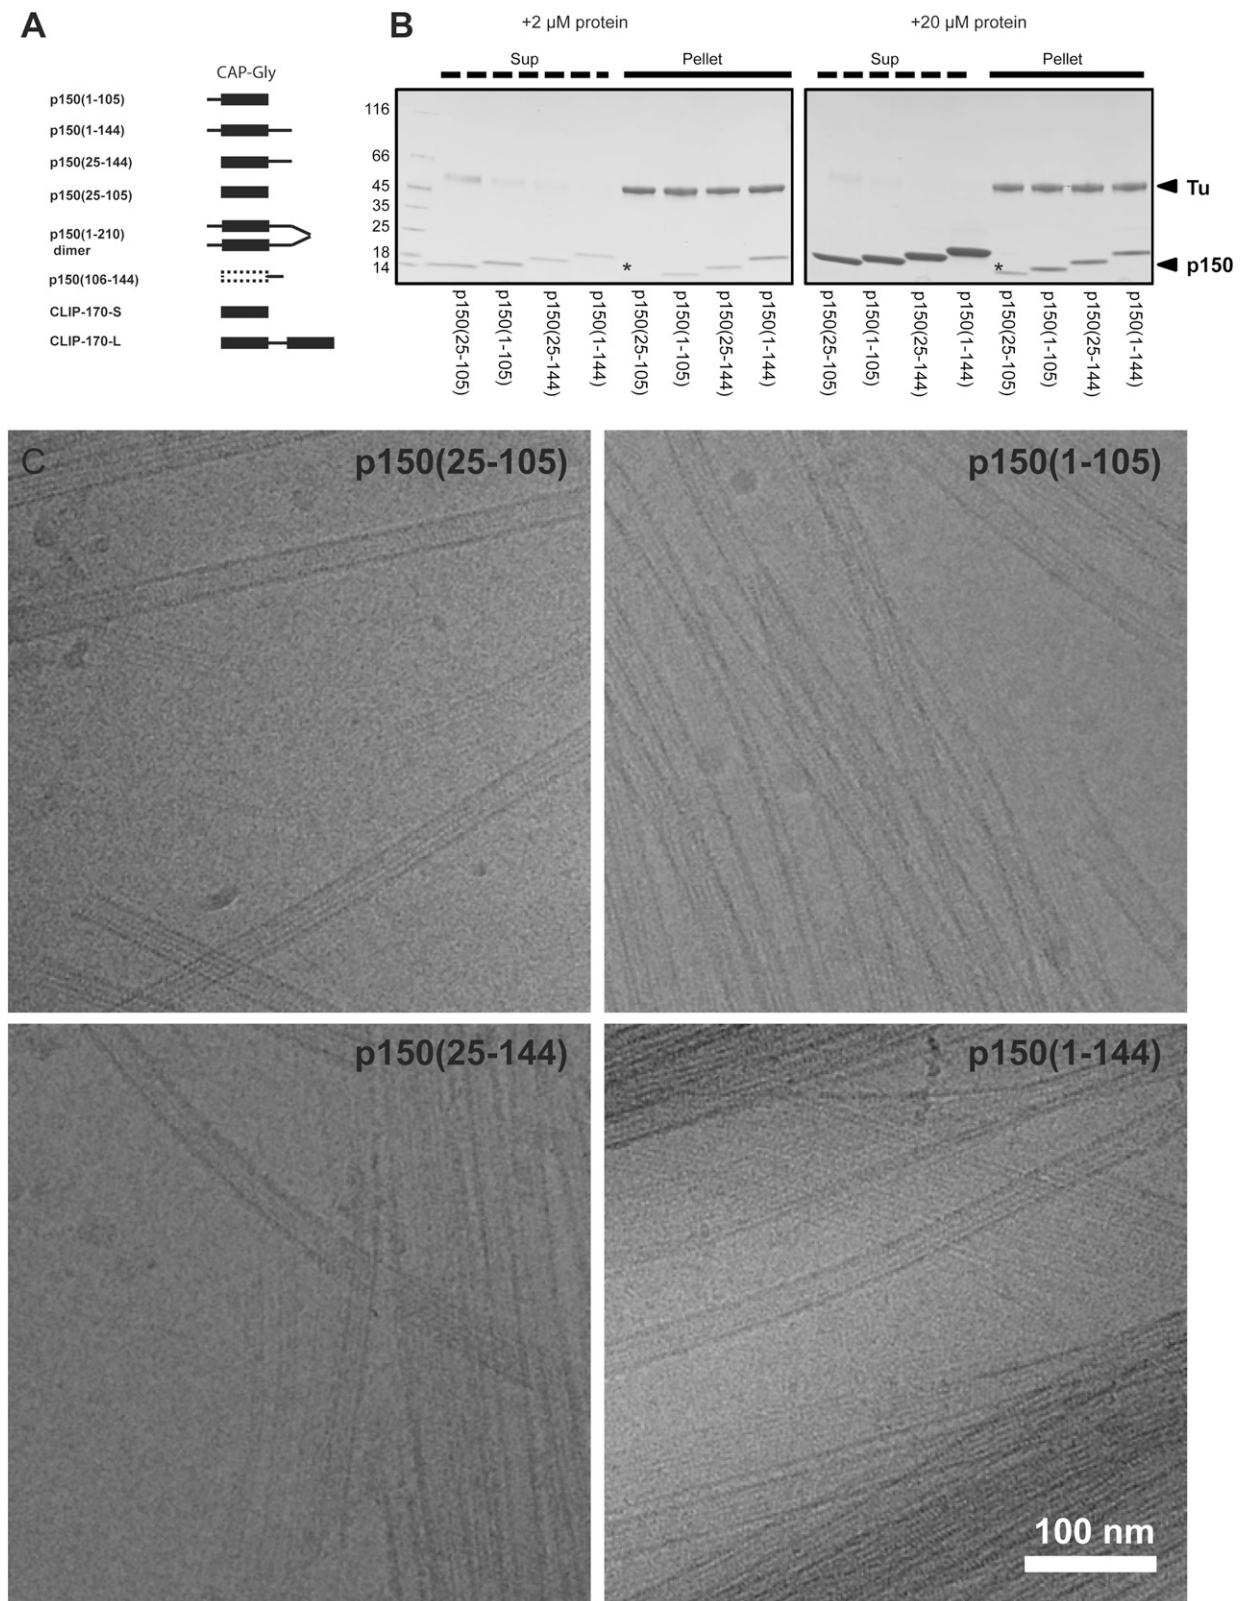 A
CAP-Gly
p150(1-105)
p150(1-144)
p150(25-144)
p150(25-105)
p150(1-210)
dimer
p150(106-144)
CLIP-170-S
CLIP-170-L
B
+2 µM protein
+20 µM protein
Sup
Pellet
Sup
Pellet
116
66
45
35
25
18
14
*
*
Tu
p150
p150(25-105)
p150(1-105)
p150(25-144)
p150(1-144)
p150(25-105)
p150(1-105)
p150(25-144)
p150(1-144)
p150(25-105)
p150(1-105)
p150(25-144)
p150(1-144)
p150(25-105)
p150(1-105)
p150(25-144)
p150(1-144)
C
p150(25-105)
p150(1-105)
p150(25-144)
p150(1-144)
100 nm